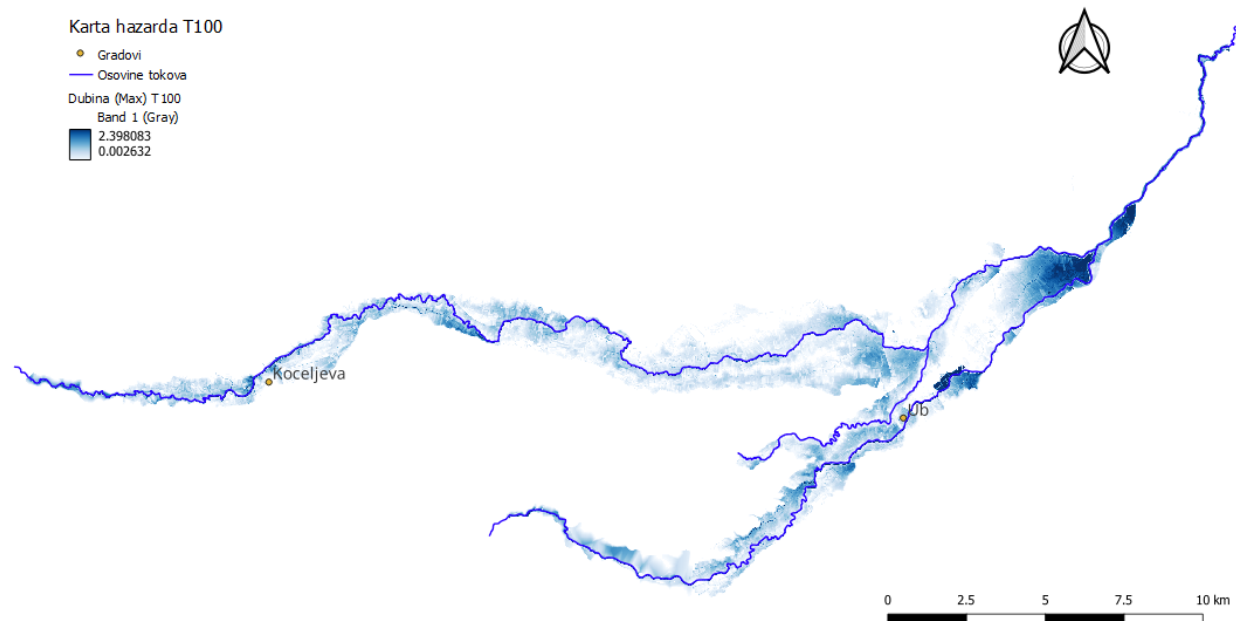 Karta hazarda T100
Gradovi
Osovine tokova
Dubina (Max) T100
Band 1 (Gray)
2.398083
0.002632
Koceljeva
Ub
0 2.5 5 7.5 10 km